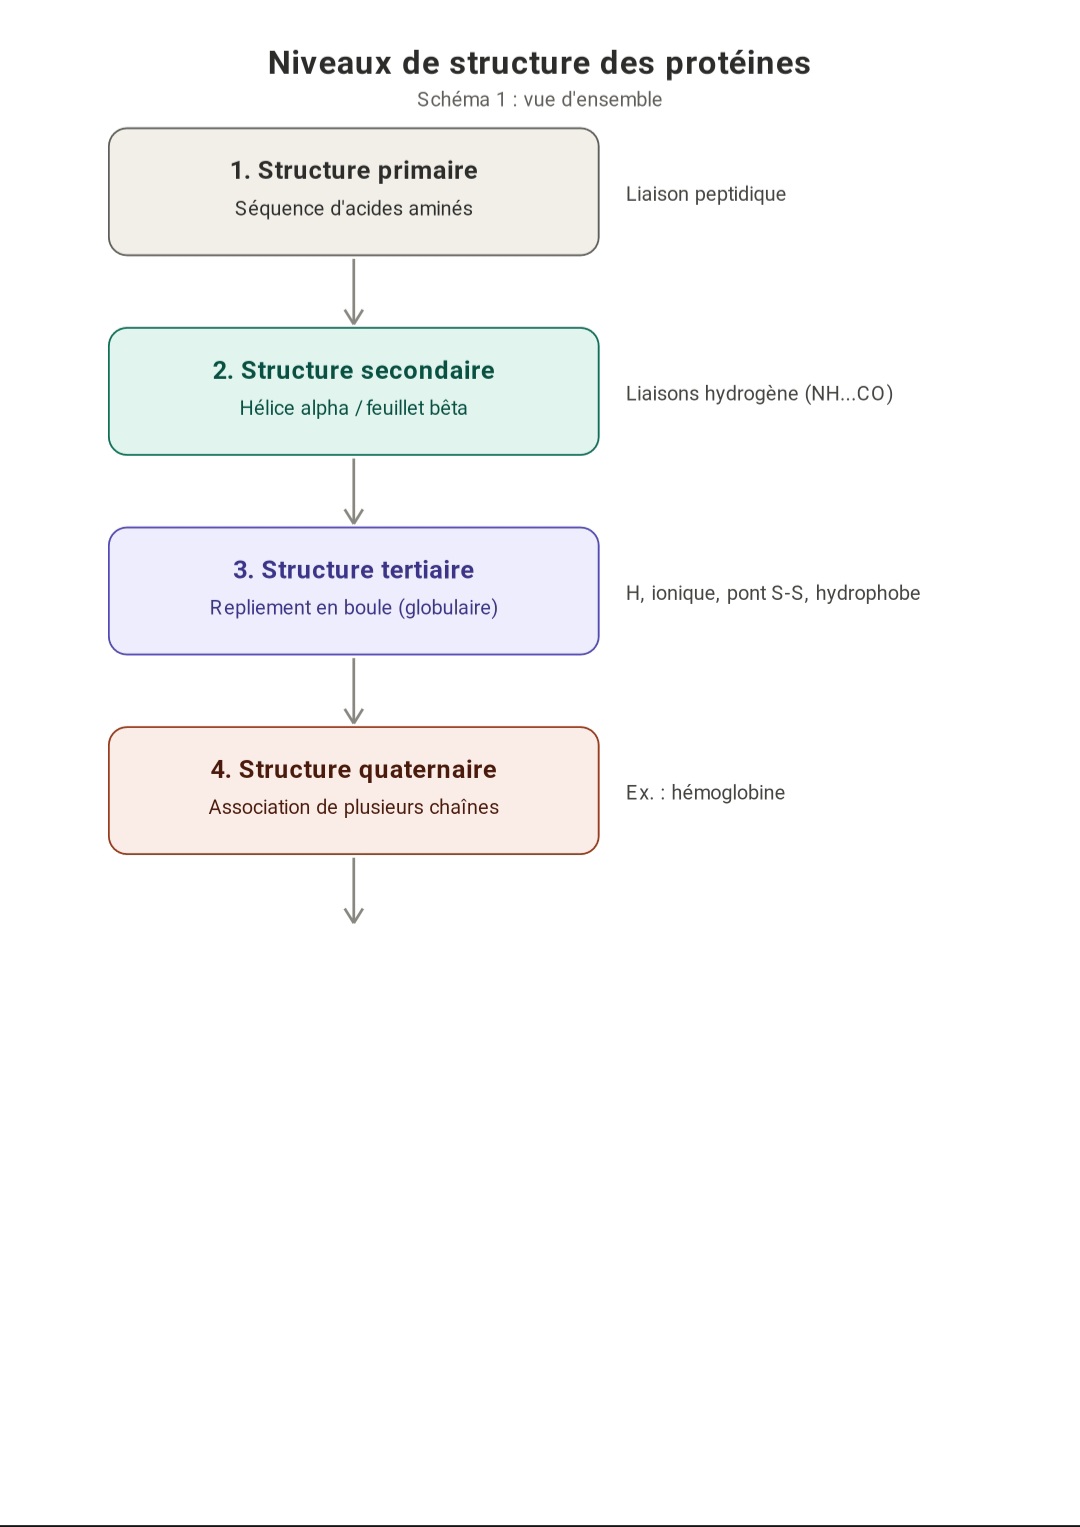 Niveaux de structure des protéines
Schéma 1 : vue d'ensemble
1. Structure primaire
Séquence d'acides aminés
Liaison peptidique
2. Structure secondaire
Hélice alpha / feuillet bêta
Liaisons hydrogène (NH...CO)
3. Structure tertiaire
Repliement en boule (globulaire)
H, ionique, pont S-S, hydrophobe
4. Structure quaternaire
Association de plusieurs chaînes
Ex. : hémoglobine